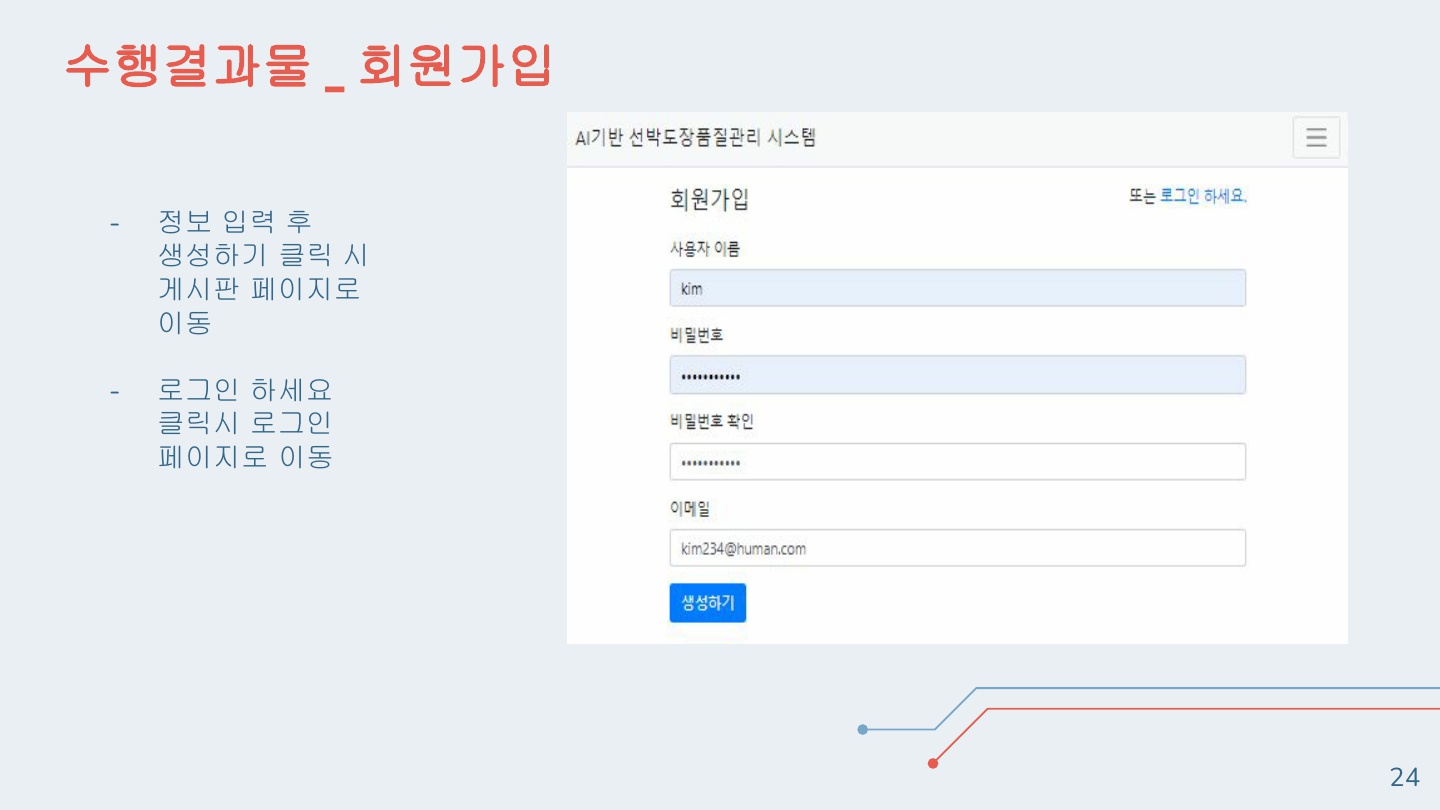 수행결과물 _ 회원가입
- 정보 입력 후
생성하기 클릭 시
게시판 페이지로
이동
- 로그인 하세요
클릭시 로그인
페이지로 이동
AI기반 선박도장품질관리 시스템
회원가입
또는 로그인 하세요.
사용자 이름
kim
비밀번호
•••••••••••
비밀번호 확인
•••••••••••
이메일
kim234@human.com
생성하기
24